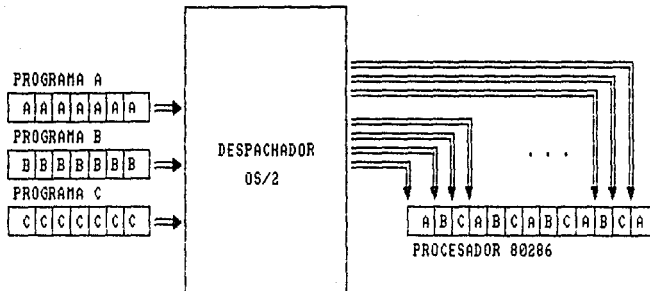 PROGRAMA A
A A A A A A A
PROGRAMA B
B B B B B B B
PROGRAMA C
C C C C C C C
DESPACHADOR
OS/2
. . .
A B C A B C A B C A B C A
PROCESADOR 80286